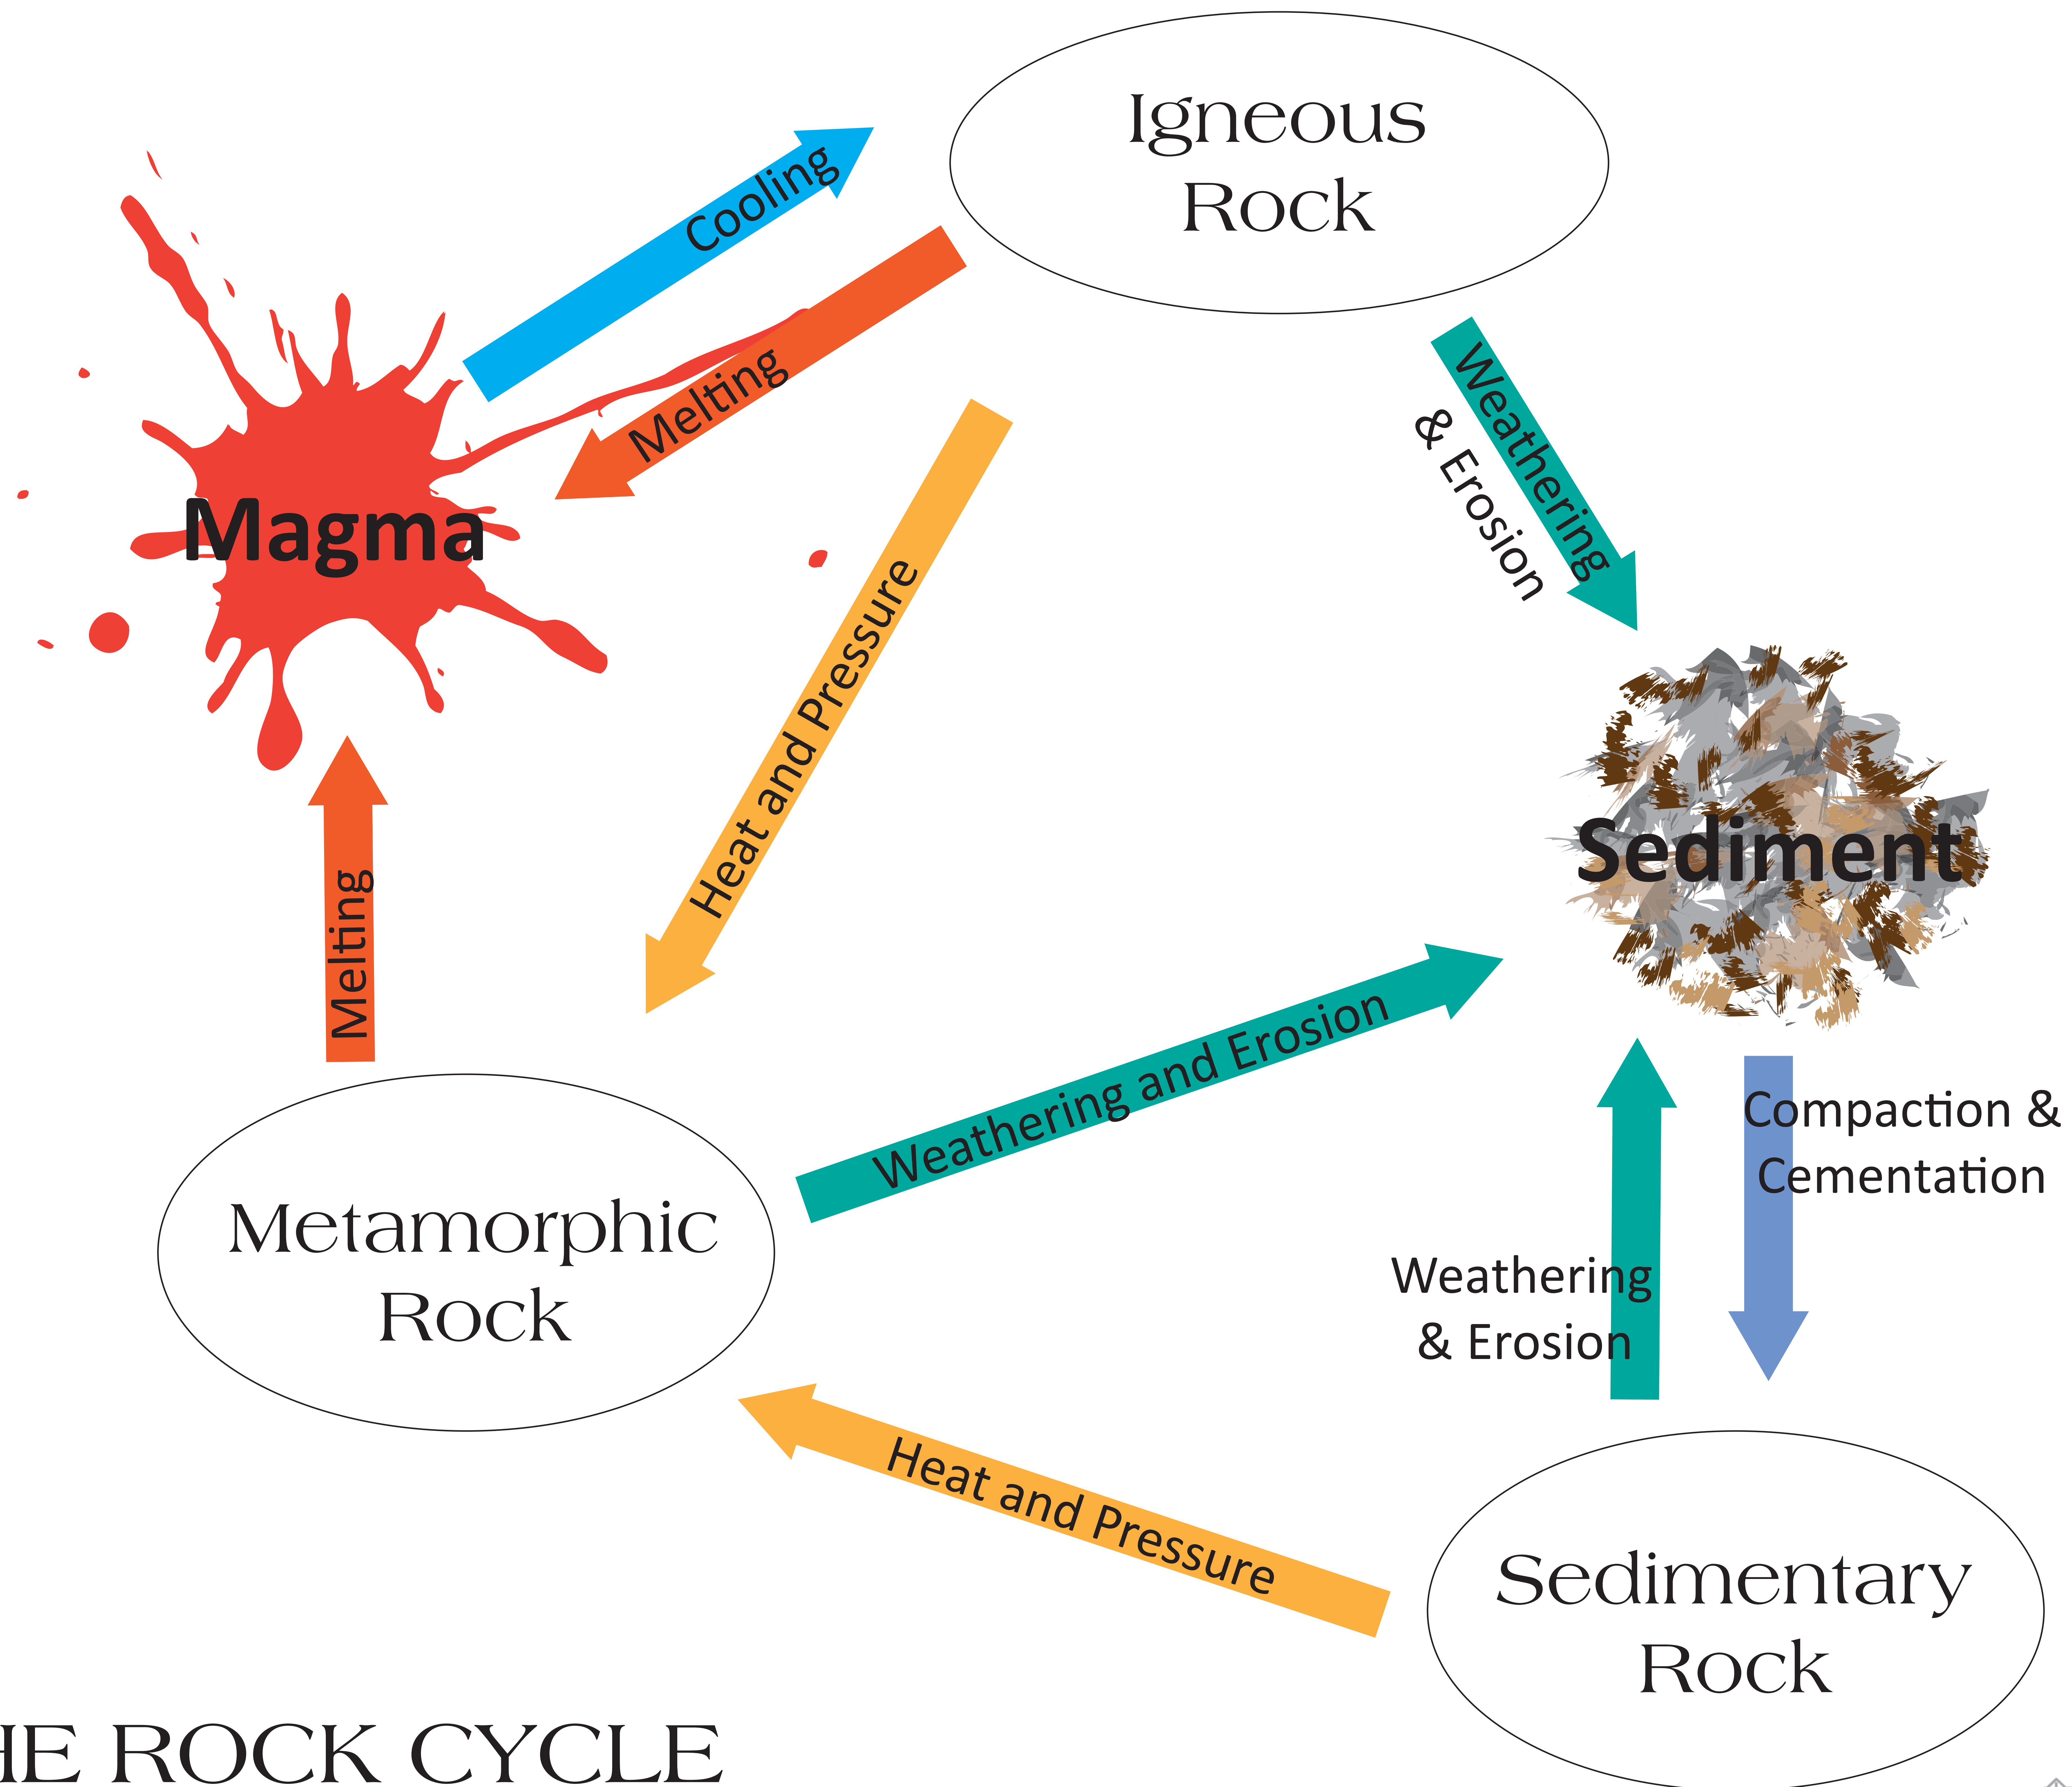 Igneous
Rock
Cooling
Melting
Weathering
& Erosion
Magma
Heat and Pressure
Sediment
Melting
Weathering and Erosion
Compaction &
Cementation
Metamorphic
Rock
Weathering
& Erosion
Heat and Pressure
Sedimentary
Rock
HE ROCK CYCLE